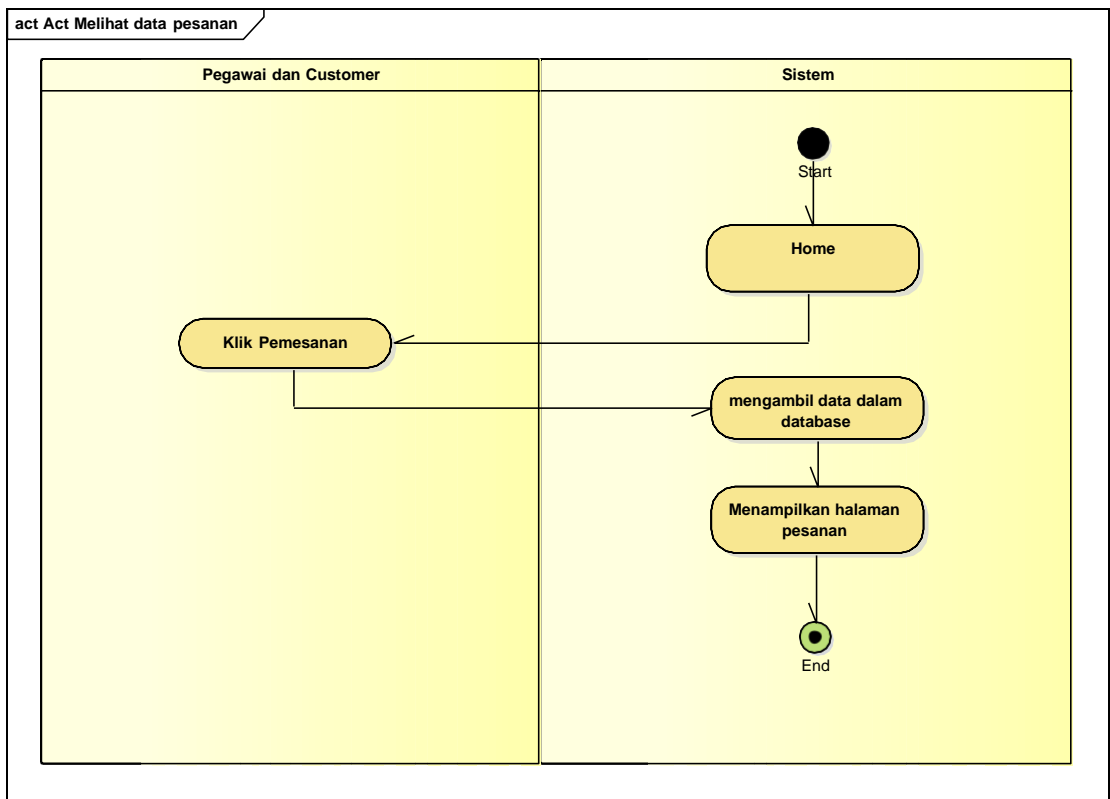 act Act Melihat data pesanan
Pegawai dan Customer
Sistem
Start
Home
Klik Pemesanan
mengambil data dalam
database
Menampilkan halaman
pesanan
End